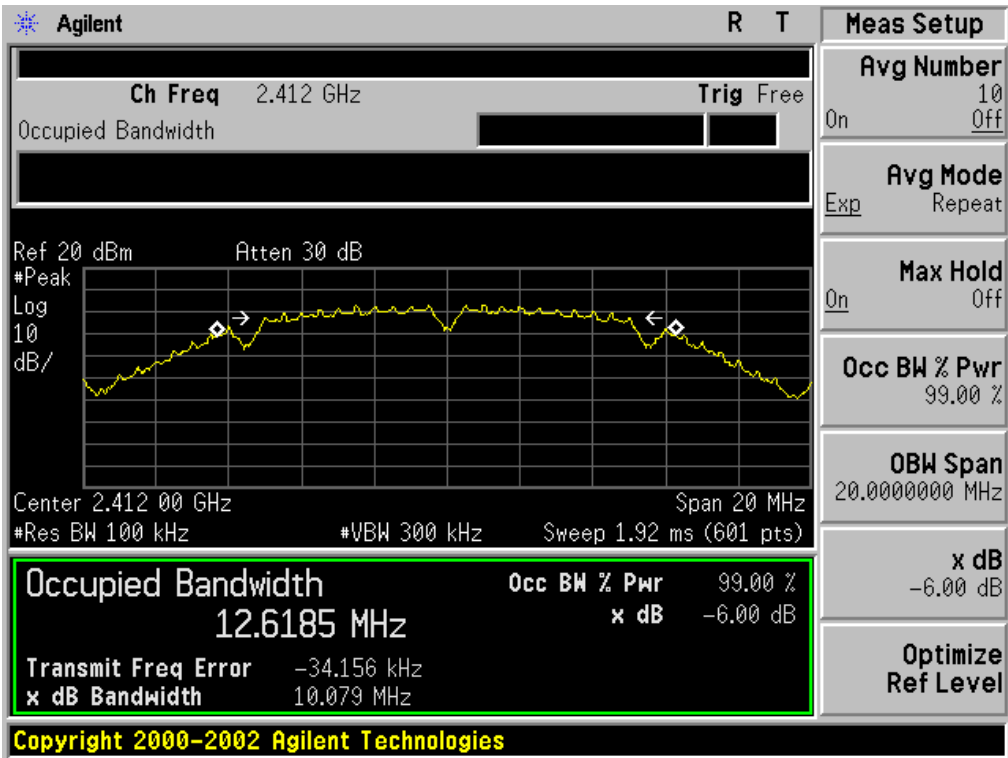 Agilent R T Meas Setup
Ch Freq 2.412 GHz Trig Free
Occupied Bandwidth
Avg Number
10
On Off
Avg Mode
Exp Repeat
Ref 20 dBm Atten 30 dB
#Peak
Log
10
dB/
Max Hold
On Off
Occ BW % Pwr
99.00 %
OBW Span
20.0000000 MHz
Center 2.412 00 GHz Span 20 MHz
#Res BW 100 kHz #VBW 300 kHz Sweep 1.92 ms (601 pts)
Occupied Bandwidth Occ BW % Pwr 99.00 %
12.6185 MHz x dB -6.00 dB
Transmit Freq Error -34.156 kHz
x dB Bandwidth 10.079 MHz
x dB
-6.00 dB
Optimize
Ref Level
Copyright 2000-2002 Agilent Technologies